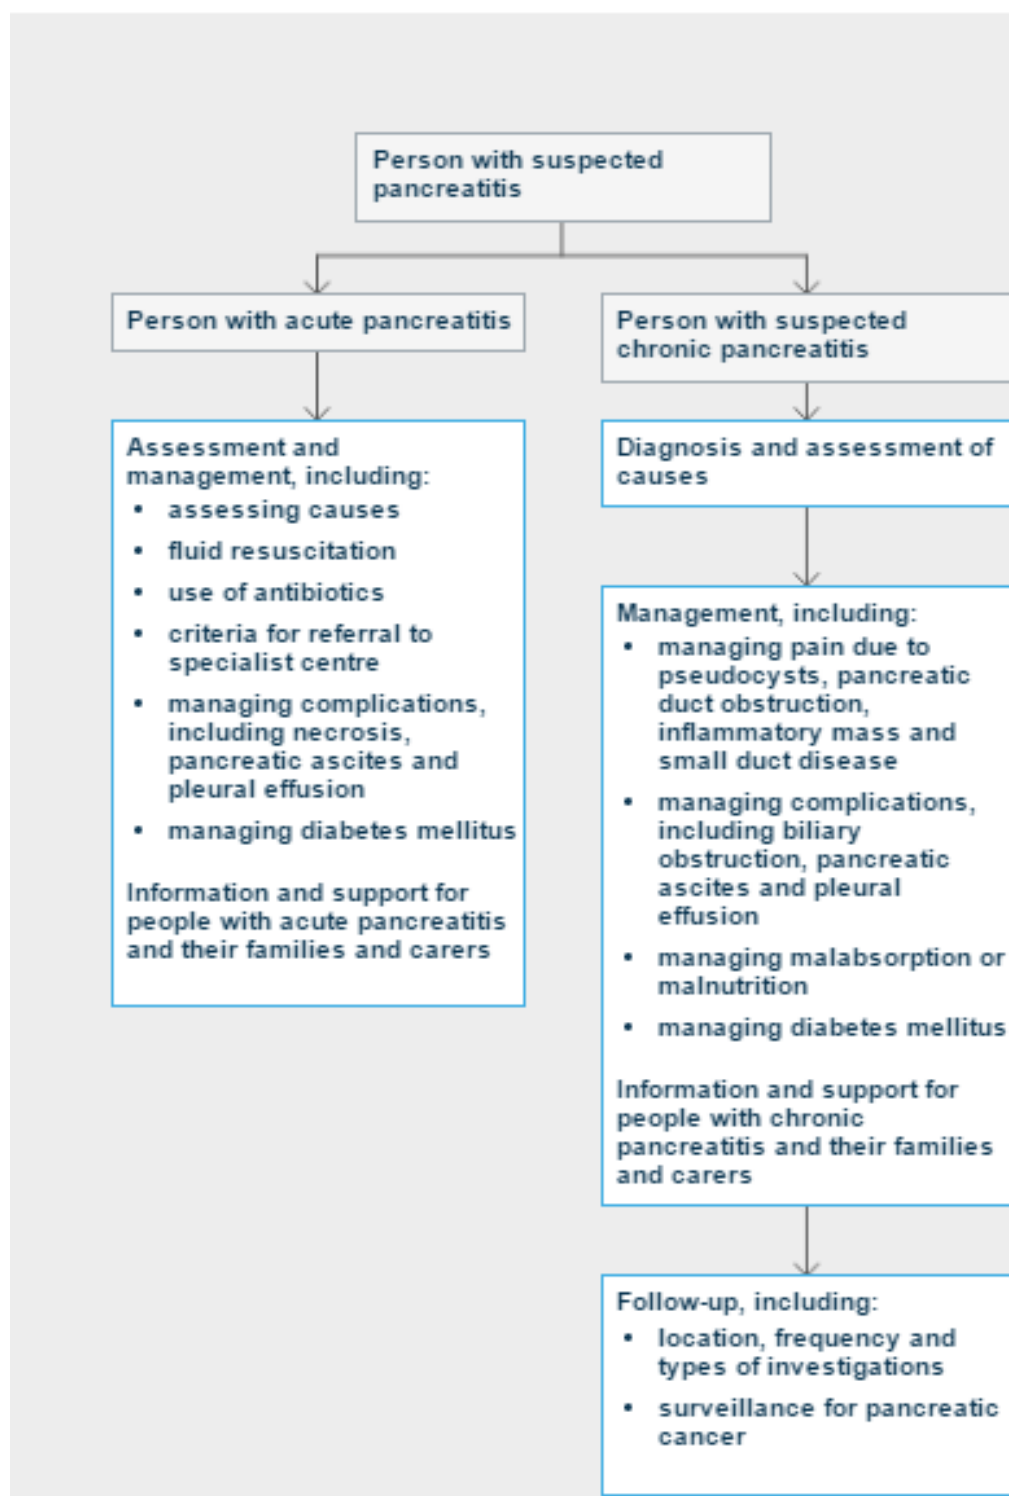 Person with suspected
pancreatitis
Person with acute pancreatitis
Assessment and
management, including:
• assessing causes
• fluid resuscitation
• use of antibiotics
• criteria for referral to
specialist centre
• managing complications,
including necrosis,
pancreatic ascites and
pleural effusion
• managing diabetes mellitus
Information and support for
people with acute pancreatitis
and their families and carers
Person with suspected
chronic pancreatitis
Diagnosis and assessment of
causes
Management, including:
• managing pain due to
pseudocysts, pancreatic
duct obstruction,
inflammatory mass and
small duct disease
• managing complications,
including biliary
obstruction, pancreatic
ascites and pleural
effusion
• managing malabsorption or
malnutrition
• managing diabetes mellitus
Information and support for
people with chronic
pancreatitis and their families
and carers
Follow-up, including:
• location, frequency and
types of investigations
• surveillance for pancreatic
cancer